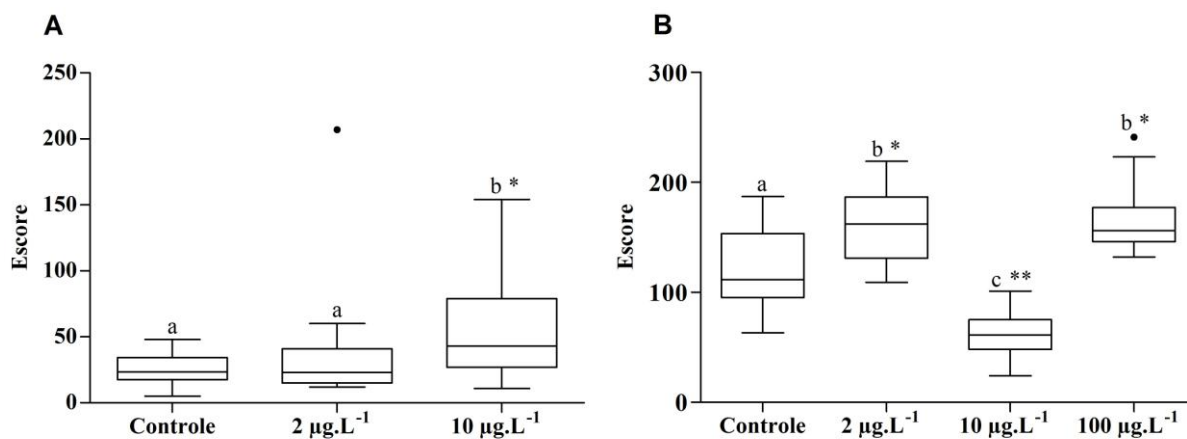 A
Escore
250
200
150
100
50
0
a
a
b *
Controle
2 µg.L⁻¹
10 µg.L⁻¹
B
Escore
300
200
100
0
a
b *
c **
b *
Controle
2 µg.L⁻¹
10 µg.L⁻¹
100 µg.L⁻¹